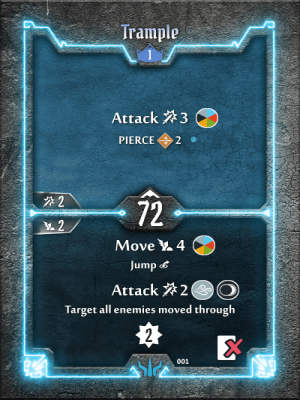 Trample
1
Attack 3
PIERCE 2
2
72
2
Move 4
Jump
Attack 2
Target all enemies moved through
2
001